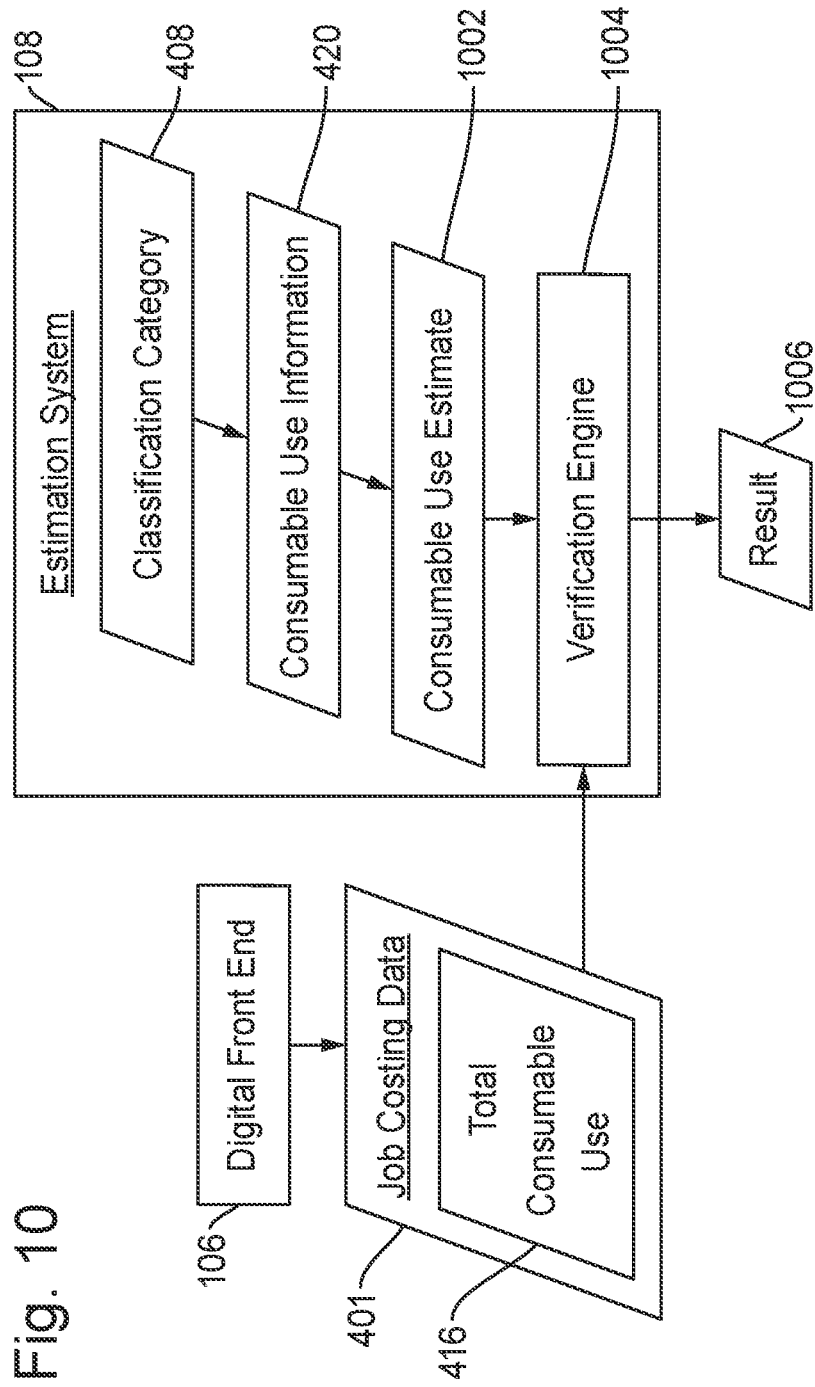 Fig. 10
Digital Front End
106
Job Costing Data
401
Total
Consumable
Use
416
Estimation System
108
Classification Category
408
Consumable Use Information
420
Consumable Use Estimate
1002
Verification Engine
1004
Result
1006